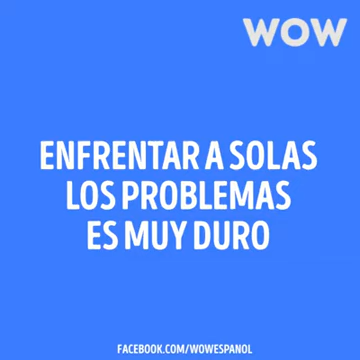 WOW
ENFRENTAR A SOLAS
LOS PROBLEMAS
ES MUY DURO
FACEBOOK.COM/WOWESPANOL